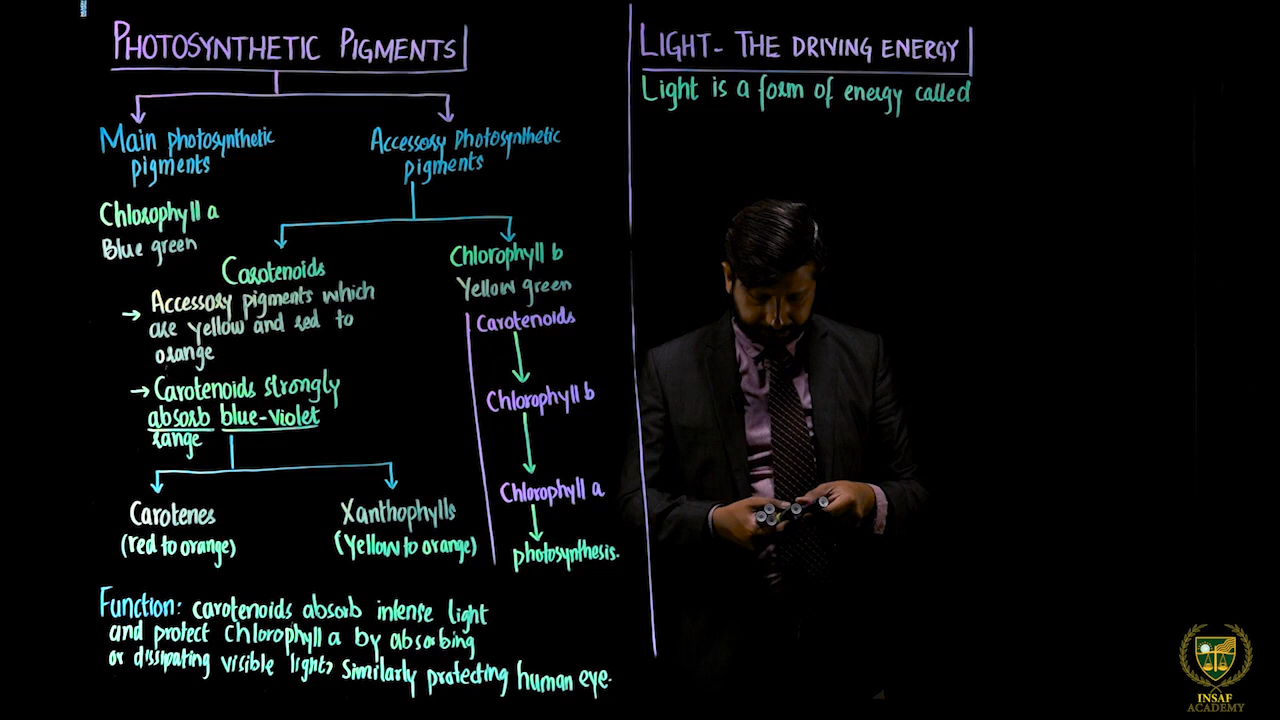 PHOTOSYNTHETIC PIGMENTS
Main photosynthetic
pigments
Chlorophyll a
Blue green
Accessory Photosynthetic
pigments
Carotenoids
→ Accessory pigments which
are yellow and red to
orange
→ Carotenoids strongly
absorb blue-violet
range
Carotenes
(red to orange)
Xanthophylls
(Yellow to orange)
Chlorophyll b
Yellow green
Carotenoids
Chlorophyll b
Chlorophyll a
photosynthesis.
Function: carotenoids absorb intense light
and protect Chlorophyll a by absorbing
or dissipating visible light, Similarly protecting human eye.
LIGHT- THE DRIVING ENERGY
Light is a form of energy called
INSAF
ACADEMY